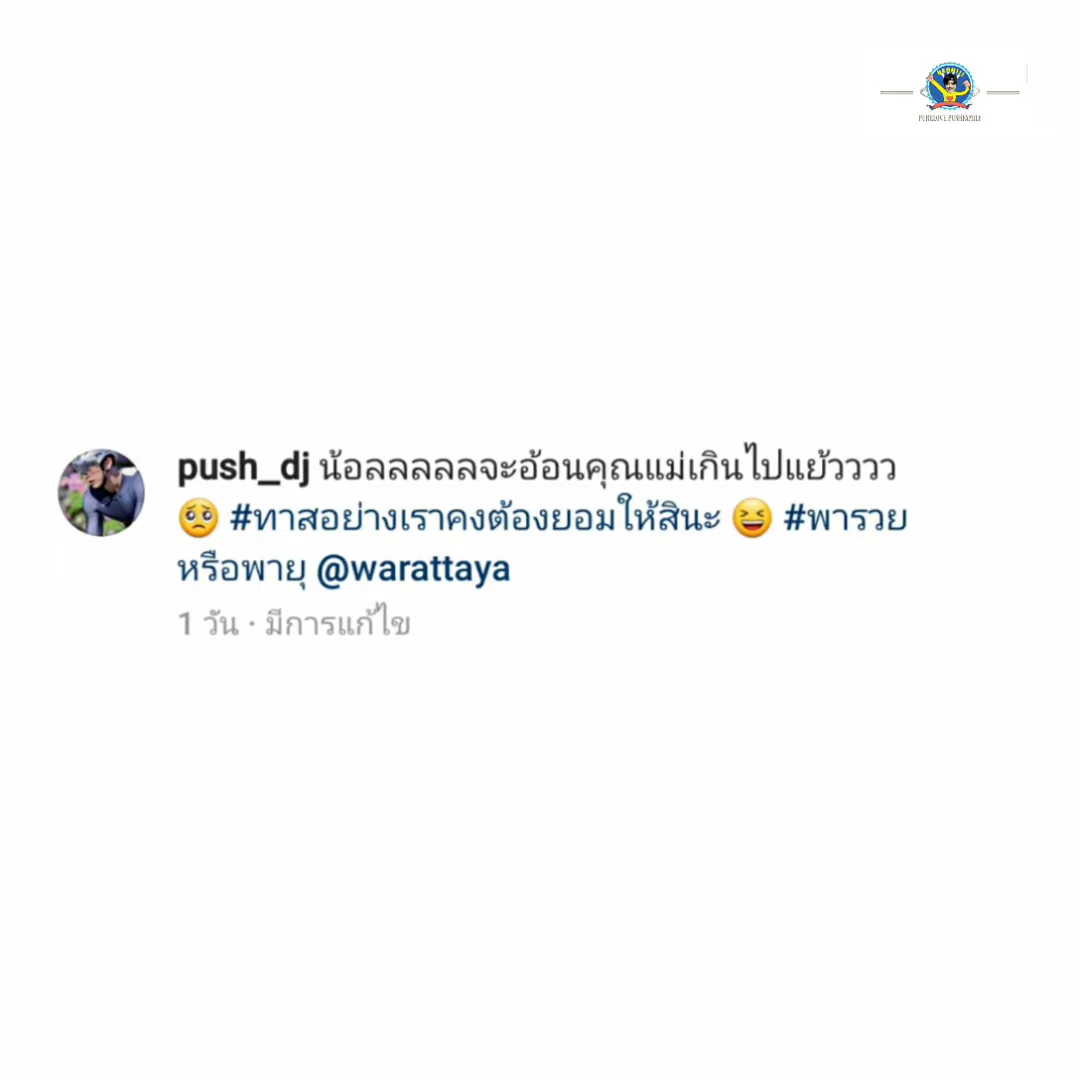 push_dj น้อลลลลลจะอ้อนคุณแม่เกินไปแย้วววว
🥺 #ทาสอย่างเราคงต้องยอมให้สินะ 😆 #พารวย
หรือพายุ @warattaya
1 วัน · มีการแก้ไข